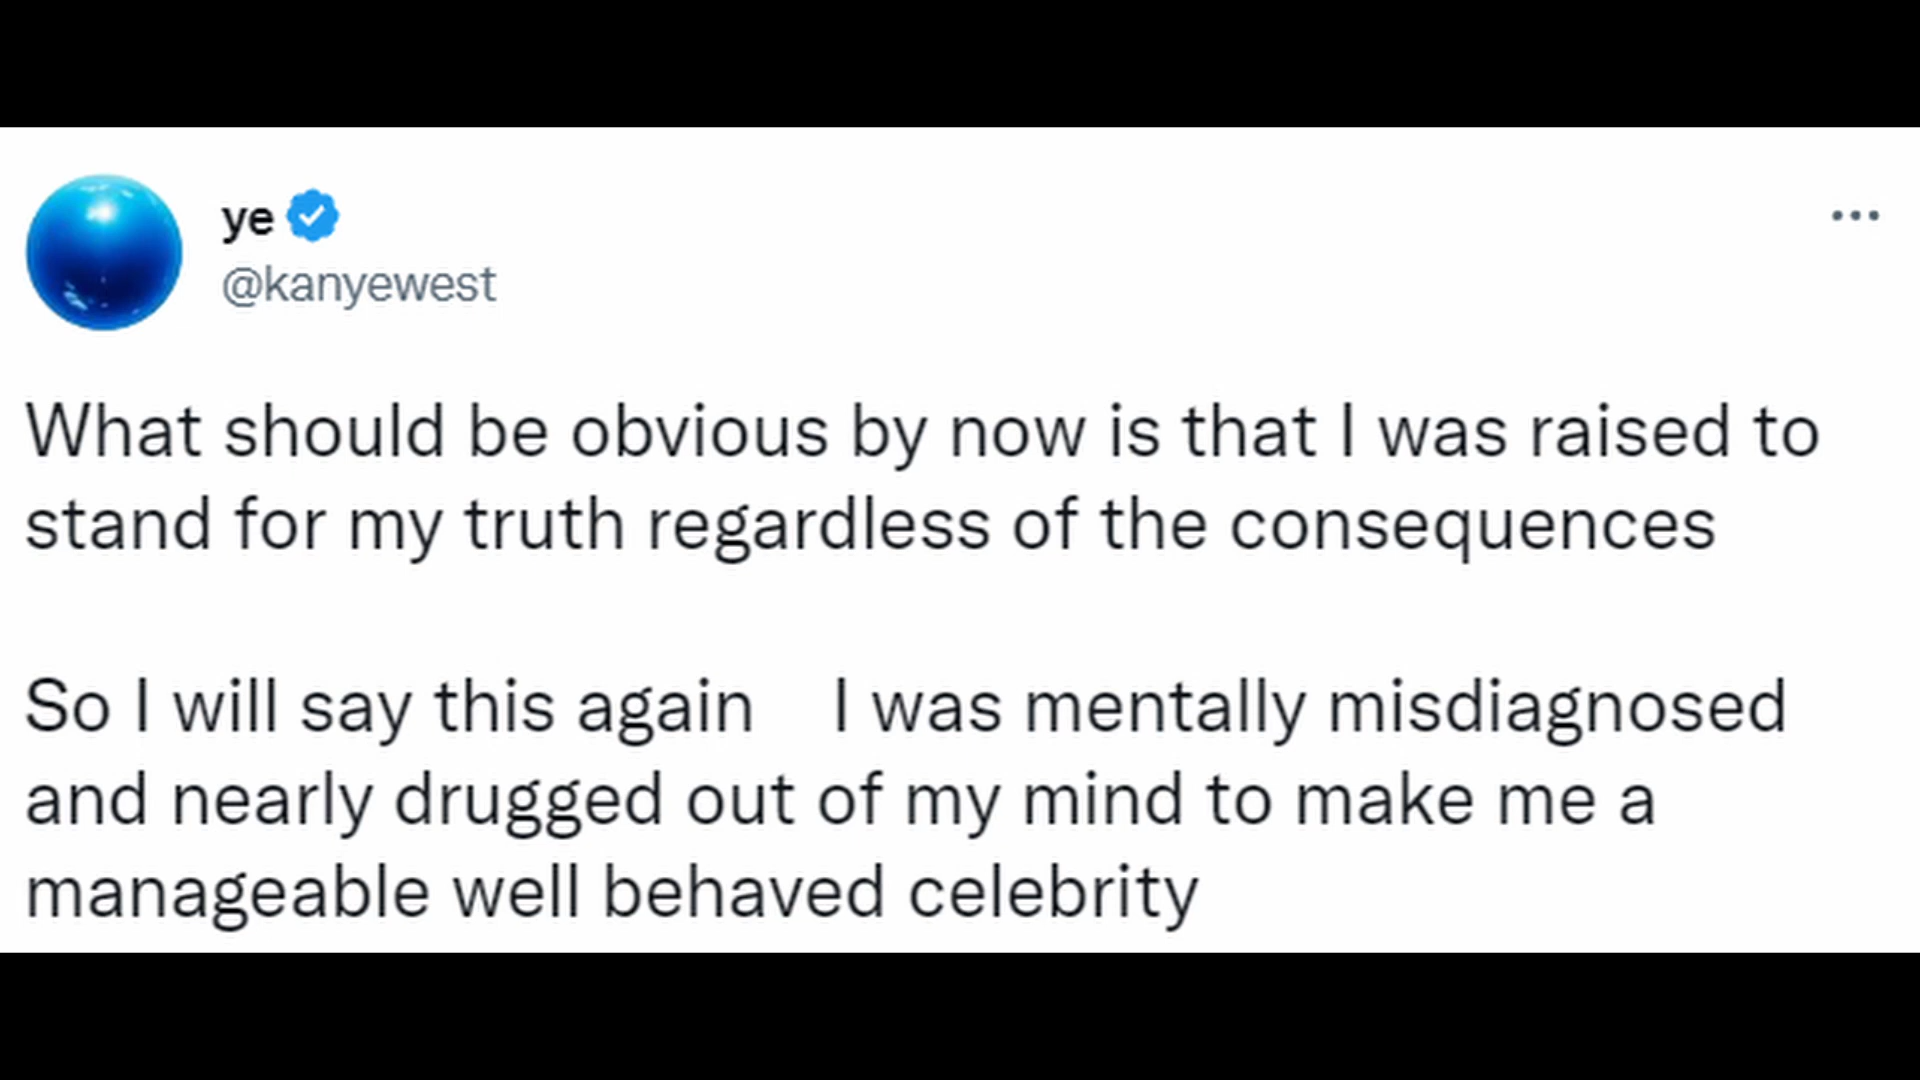 ye
@kanyewest
What should be obvious by now is that I was raised to
stand for my truth regardless of the consequences
So I will say this again    I was mentally misdiagnosed
and nearly drugged out of my mind to make me a
manageable well behaved celebrity